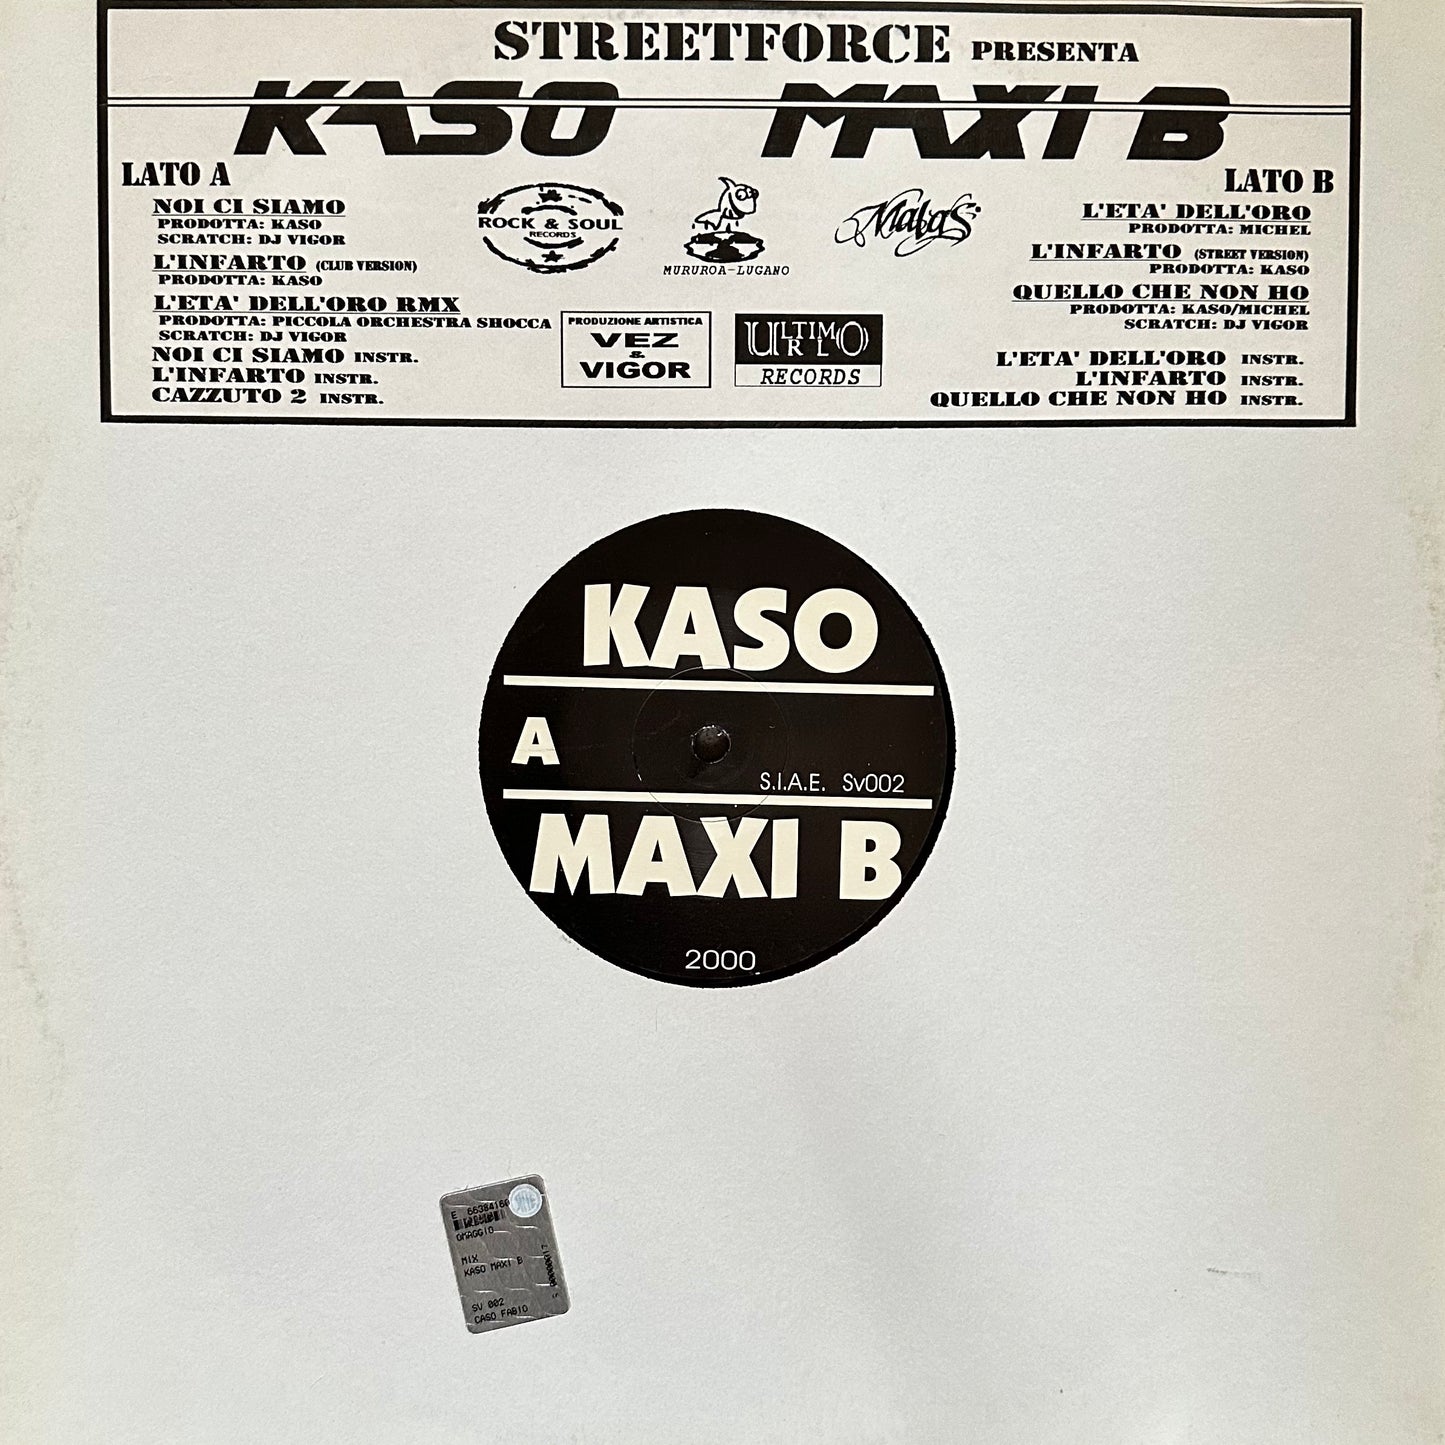 STREETFORCE PRESENTA
KASO MAXI B
LATO A
NOI CI SIAMO
PRODOTTA: KASO
SCRATCH: DJ VIGOR
L'INFARTO (CLUB VERSION)
PRODOTTA: KASO
L'ETA' DELL'ORO RMX
PRODOTTA: PICCOLA ORCHESTRA SHOCCA
SCRATCH: DJ VIGOR
NOI CI SIAMO INSTR.
L'INFARTO INSTR.
CAZZUTO 2 INSTR.
ROCK & SOUL
RECORDS
MURUROA-LUGANO
PRODUZIONE ARTISTICA
VEZ
&
VIGOR
ULTIMO
URLO
RECORDS
LATO B
L'ETA' DELL'ORO
PRODOTTA: MICHEL
L'INFARTO (STREET VERSION)
PRODOTTA: KASO
QUELLO CHE NON HO
PRODOTTA: KASO/MICHEL
SCRATCH: DJ VIGOR
L'ETA' DELL'ORO INSTR.
L'INFARTO INSTR.
QUELLO CHE NON HO INSTR.
KASO
A
S.I.A.E. Sv002
MAXI B
2000
E
OMAGGIO
MIX
KASO MAXI B
SV 002
CASO FABIO